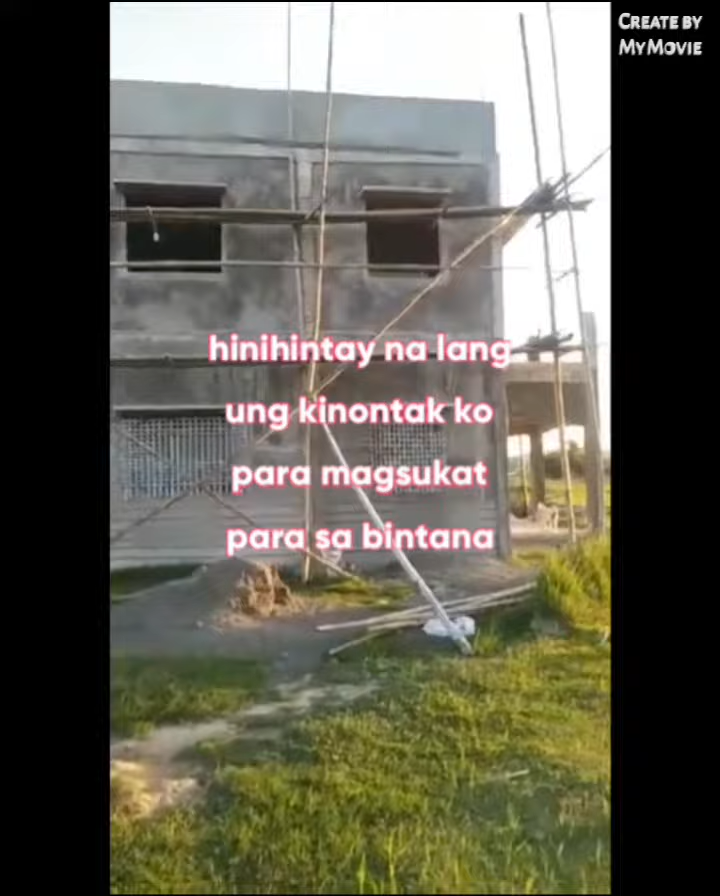 CREATE BY
MYMOVIE
hinihintay na lang
ung kinontak ko
para magsukat
para sa bintana